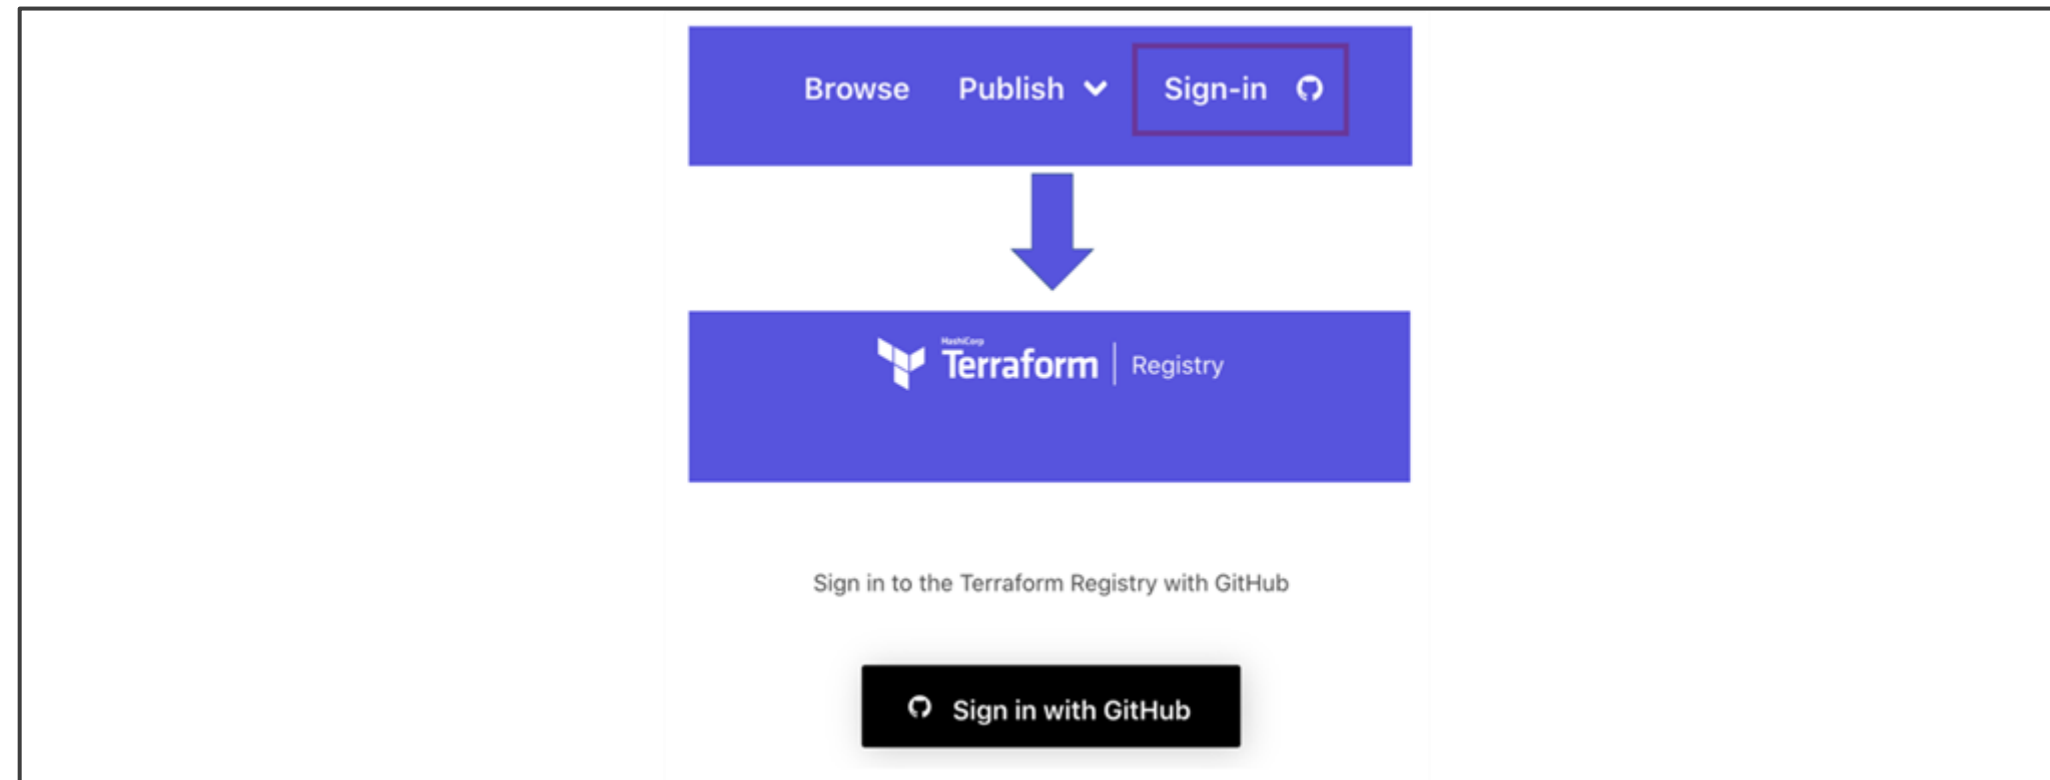 Browse Publish Sign-in
HashiCorp
Terraform | Registry
Sign in to the Terraform Registry with GitHub
Sign in with GitHub